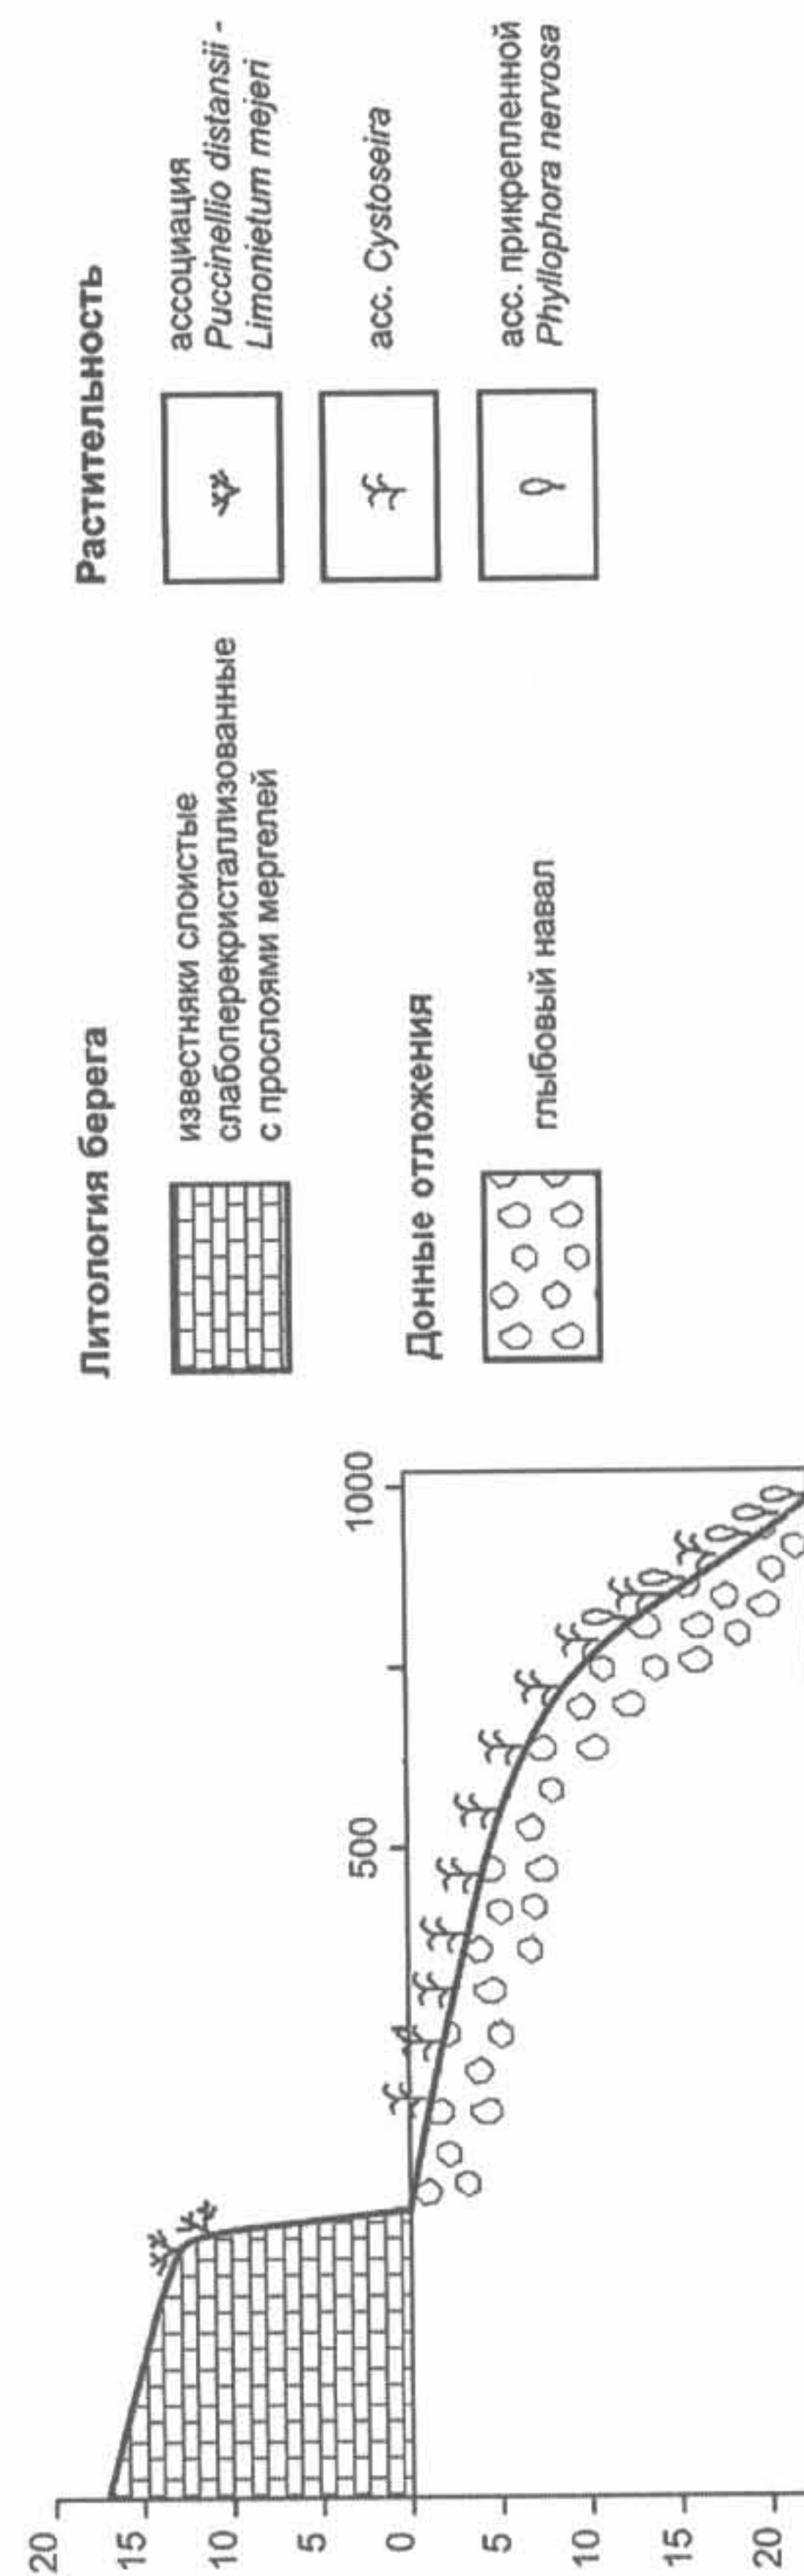 20
15
10
5
0
5
10
15
20
500
1000
Литология берега
известняки слоистые
слабоперекристаллизованные
с прослоями мергелей
Донные отложения
глыбовый навал
Растительность
ассоциация
Puccinellio distansii -
Limonietum mejeri
асс. Cystoseira
асс. прикрепленной
Phyllophora nervosa